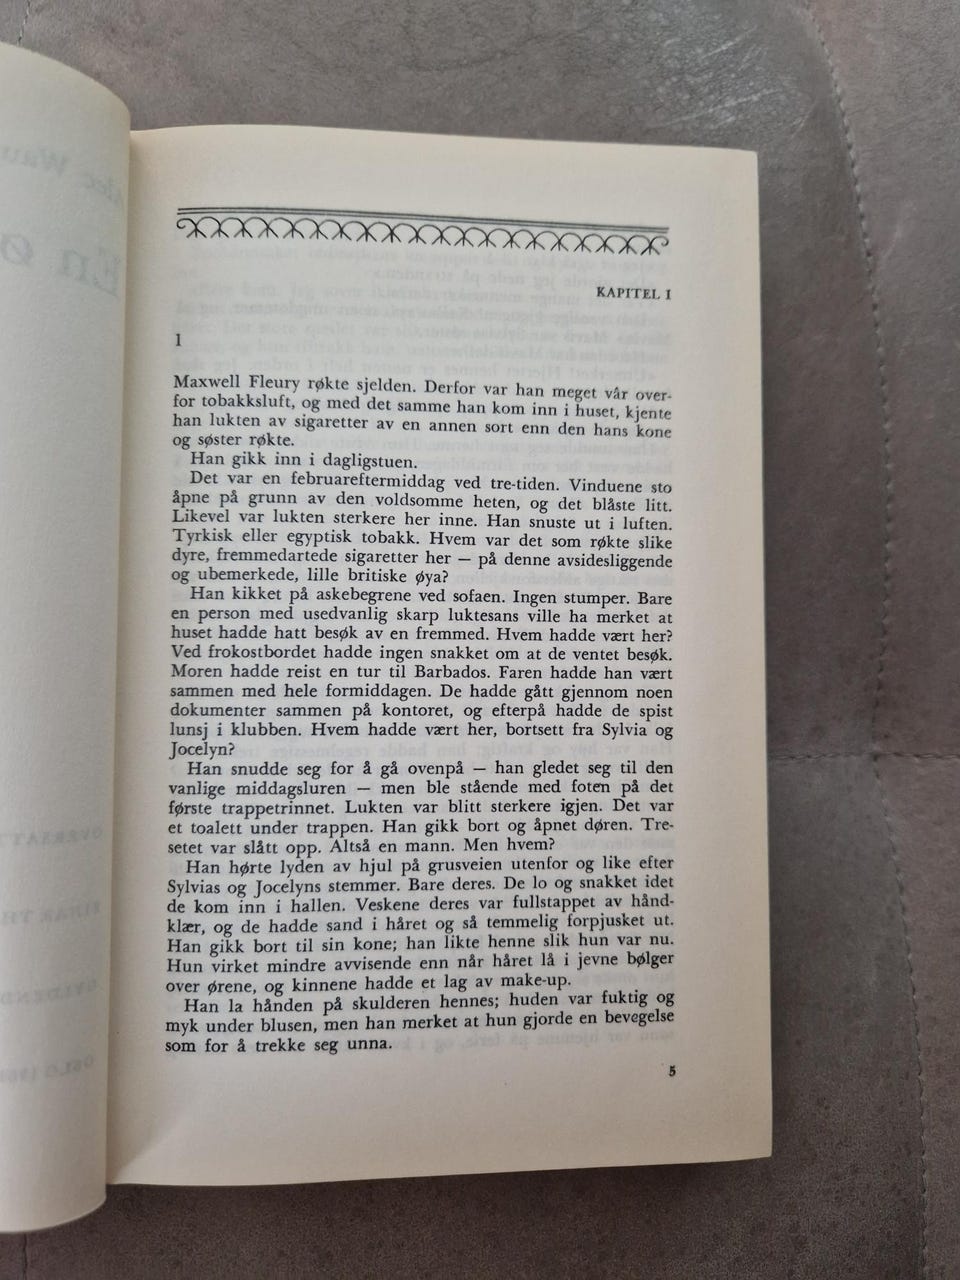 KAPITEL I
1
Maxwell Fleury røkte sjelden. Derfor var han meget vår over-
for tobakksluft, og med det samme han kom inn i huset, kjente
han lukten av sigaretter av en annen sort enn den hans kone
og søster røkte.
Han gikk inn i dagligstuen.
Det var en februareftermiddag ved tre-tiden. Vinduene sto
åpne på grunn av den voldsomme heten, og det blåste litt.
Likevel var lukten sterkere her inne. Han snuste ut i luften.
Tyrkisk eller egyptisk tobakk. Hvem var det som røkte slike
dyre, fremmedartede sigaretter her — på denne avsidesliggende
og ubemerkede, lille britiske øya?
Han kikket på askebegrene ved sofaen. Ingen stumper. Bare
en person med usedvanlig skarp luktesans ville ha merket at
huset hadde hatt besøk av en fremmed. Hvem hadde vært her?
Ved frokostbordet hadde ingen snakket om at de ventet besøk.
Moren hadde reist en tur til Barbados. Faren hadde han vært
sammen med hele formiddagen. De hadde gått gjennom noen
dokumenter sammen på kontoret, og efterpå hadde de spist
lunsj i klubben. Hvem hadde vært her, bortsett fra Sylvia og
Jocelyn?
Han snudde seg for å gå ovenpå — han gledet seg til den
vanlige middagsluren — men ble stående med foten på det
første trappetrinnet. Lukten var blitt sterkere igjen. Det var
et toalett under trappen. Han gikk bort og åpnet døren. Tre-
setet var slått opp. Altså en mann. Men hvem?
Han hørte lyden av hjul på grusveien utenfor og like efter
Sylvias og Jocelyns stemmer. Bare deres. De lo og snakket idet
de kom inn i hallen. Veskene deres var fullstappet av hånd-
klær, og de hadde sand i håret og så temmelig forpjusket ut.
Han gikk bort til sin kone; han likte henne slik hun var nu.
Hun virket mindre avvisende enn når håret lå i jevne bølger
over ørene, og kinnene hadde et lag av make-up.
Han la hånden på skulderen hennes; huden var fuktig og
myk under blusen, men han merket at hun gjorde en bevegelse
som for å trekke seg unna.
5